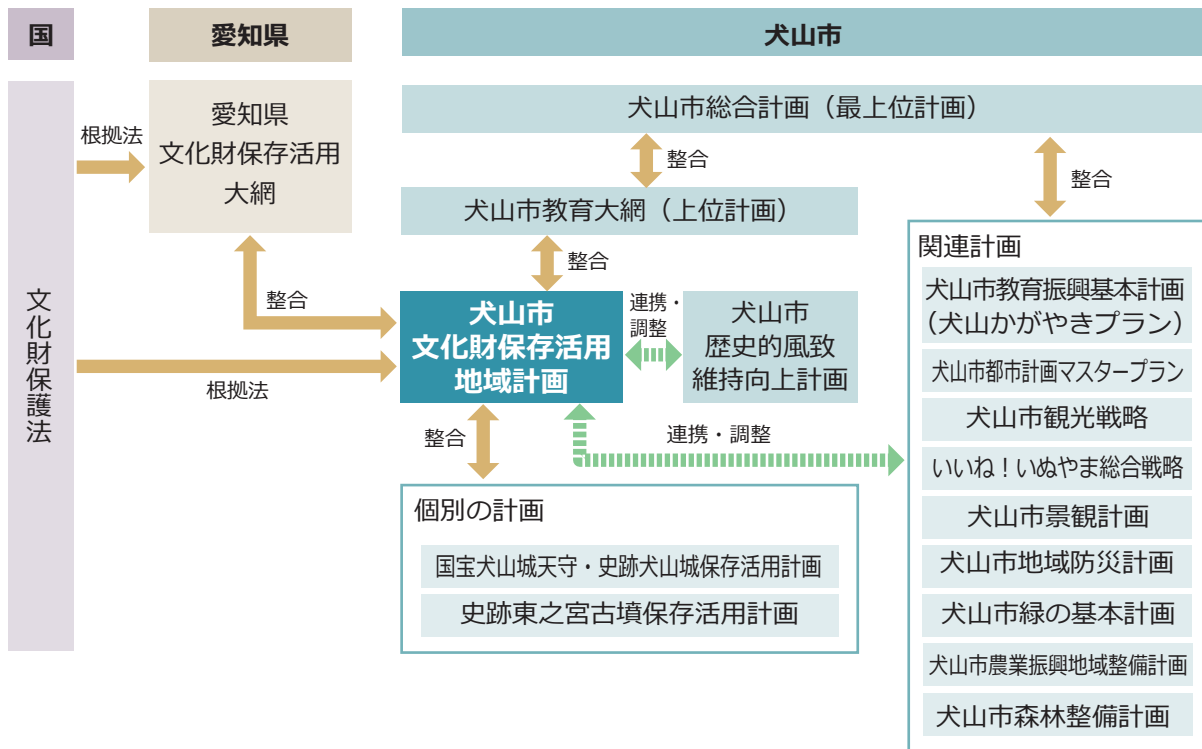 国
愛知県
犬山市
文化財保護法
根拠法
愛知県
文化財保存活用
大綱
整合
根拠法
犬山市総合計画（最上位計画）
整合
整合
犬山市教育大綱（上位計画）
整合
犬山市
文化財保存活用
地域計画
連携・
調整
犬山市
歴史的風致
維持向上計画
整合
連携・調整
個別の計画
国宝犬山城天守・史跡犬山城保存活用計画
史跡東之宮古墳保存活用計画
関連計画
犬山市教育振興基本計画
（犬山かがやきプラン）
犬山市都市計画マスタープラン
犬山市観光戦略
いいね！いぬやま総合戦略
犬山市景観計画
犬山市地域防災計画
犬山市緑の基本計画
犬山市農業振興地域整備計画
犬山市森林整備計画